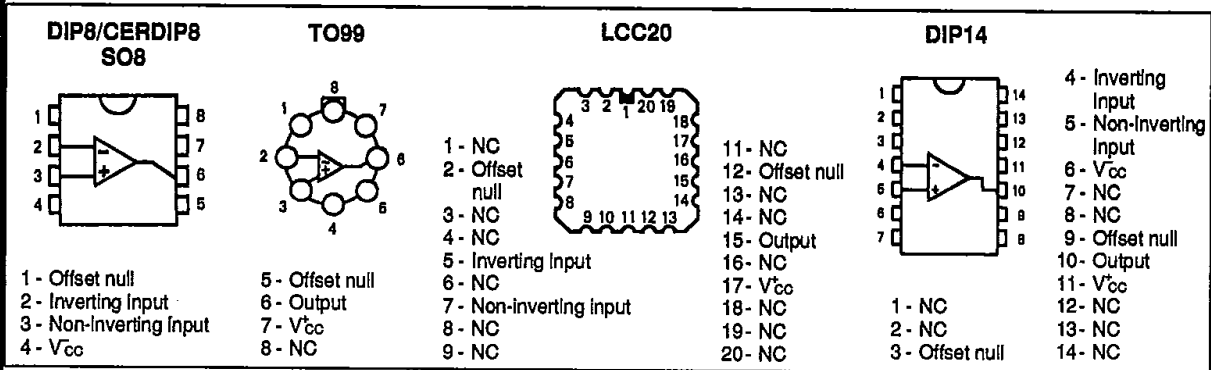 DIP8/CERDIP8
SO8
1
2
3
4
8
7
6
5
1 - Offset null
2 - Inverting Input
3 - Non-inverting Input
4 - V-cc
TO99
8
1
7
2
6
3
5
4
5 - Offset null
6 - Output
7 - V+cc
8 - NC
LCC20
3 2 1 20 19
4
5
6
7
8
18
17
16
15
14
9 10 11 12 13
1 - NC
2 - Offset
null
3 - NC
4 - NC
5 - Inverting Input
6 - NC
7 - Non-inverting input
8 - NC
9 - NC
11 - NC
12 - Offset null
13 - NC
14 - NC
15 - Output
16 - NC
17 - V+cc
18 - NC
19 - NC
20 - NC
DIP14
1
2
3
4
5
6
7
14
13
12
11
10
9
8
1 - NC
2 - NC
3 - Offset null
4 - Inverting
Input
5 - Non-Inverting
Input
6 - V-cc
7 - NC
8 - NC
9 - Offset null
10 - Output
11 - V+cc
12 - NC
13 - NC
14 - NC